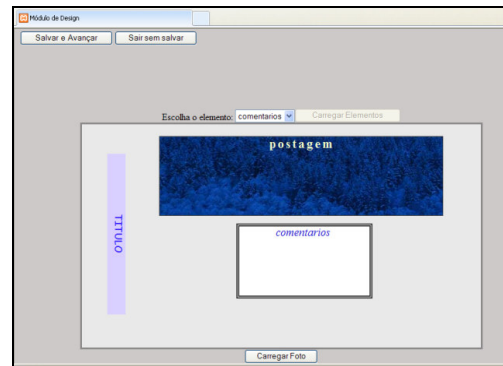 Módulo de Design
Salvar e Avançar Sair sem salvar
Escolha o elemento: comentarios Carregar Elementos
postagem
TITULO
comentarios
Carregar Foto